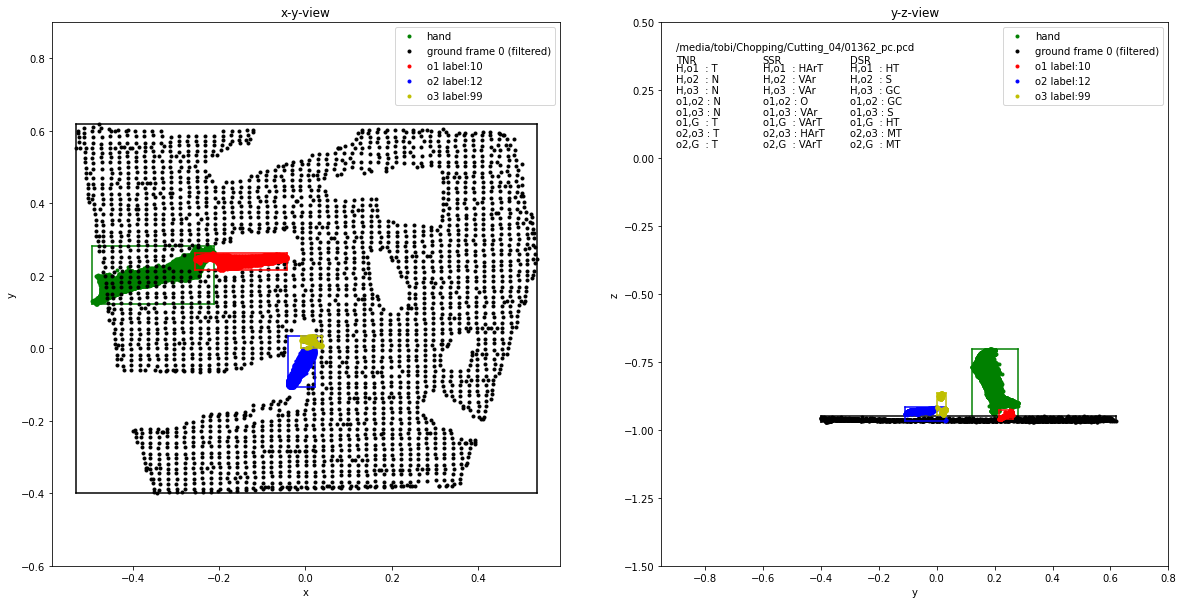 x-y-view
hand
ground frame 0 (filtered)
o1 label:10
o2 label:12
o3 label:99
0.8
0.6
0.4
0.2
0.0
−0.2
−0.4
−0.6
y
−0.4 −0.2 0.0 0.2 0.4
x
y-z-view
hand
ground frame 0 (filtered)
o1 label:10
o2 label:12
o3 label:99
/media/tobi/Chopping/Cutting_04/01362_pc.pcd
TNR SSR DSR
H,o1 : T H,o1 : HArT H,o1 : HT
H,o2 : N H,o2 : VAr H,o2 : S
H,o3 : N H,o3 : VAr H,o3 : GC
o1,o2 : N o1,o2 : O o1,o2 : GC
o1,o3 : N o1,o3 : VAr o1,o3 : S
o1,G : T o1,G : VArT o1,G : HT
o2,o3 : T o2,o3 : HArT o2,o3 : MT
o2,G : T o2,G : VArT o2,G : MT
0.50
0.25
0.00
−0.25
−0.50
−0.75
−1.00
−1.25
−1.50
z
−0.8 −0.6 −0.4 −0.2 0.0 0.2 0.4 0.6 0.8
y